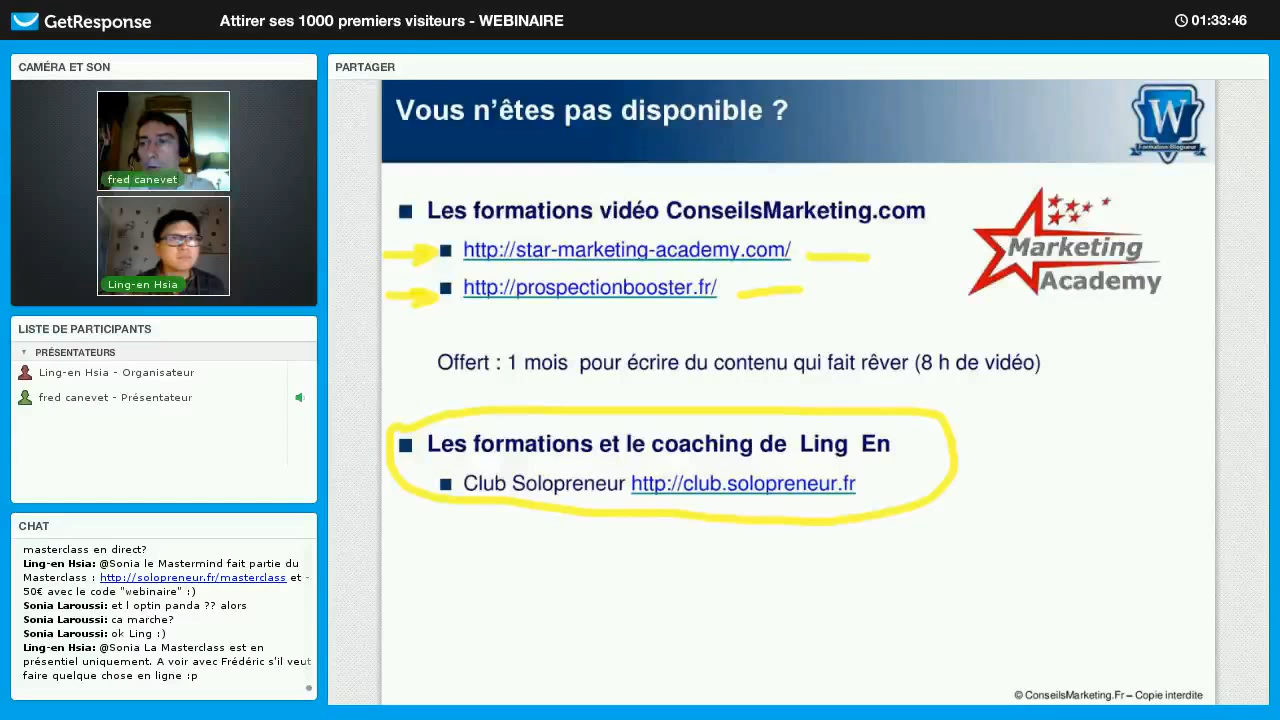 GetResponse
Attirer ses 1000 premiers visiteurs - WEBINAIRE
01:33:46
CAMÉRA ET SON
fred canevet
Ling-en Hsia
LISTE DE PARTICIPANTS
PRÉSENTATEURS
Ling-en Hsia - Organisateur
fred canevet - Présentateur
CHAT
masterclass en direct?
Ling-en Hsia: @Sonia le Mastermind fait partie du
Masterclass : http://solopreneur.fr/masterclass et -
50€ avec le code "webinaire" :)
Sonia Laroussi: et l optin panda ?? alors
Sonia Laroussi: ca marche?
Sonia Laroussi: ok Ling :)
Ling-en Hsia: @Sonia La Masterclass est en
présentiel uniquement. A voir avec Frédéric s'il veut
faire quelque chose en ligne :p
PARTAGER
Vous n'êtes pas disponible ?
W
Formation Blogueur
Les formations vidéo ConseilsMarketing.com
http://star-marketing-academy.com/
http://prospectionbooster.fr/
Marketing
Academy
Offert : 1 mois pour écrire du contenu qui fait rêver (8 h de vidéo)
Les formations et le coaching de Ling En
Club Solopreneur http://club.solopreneur.fr
© ConseilsMarketing.Fr – Copie interdite